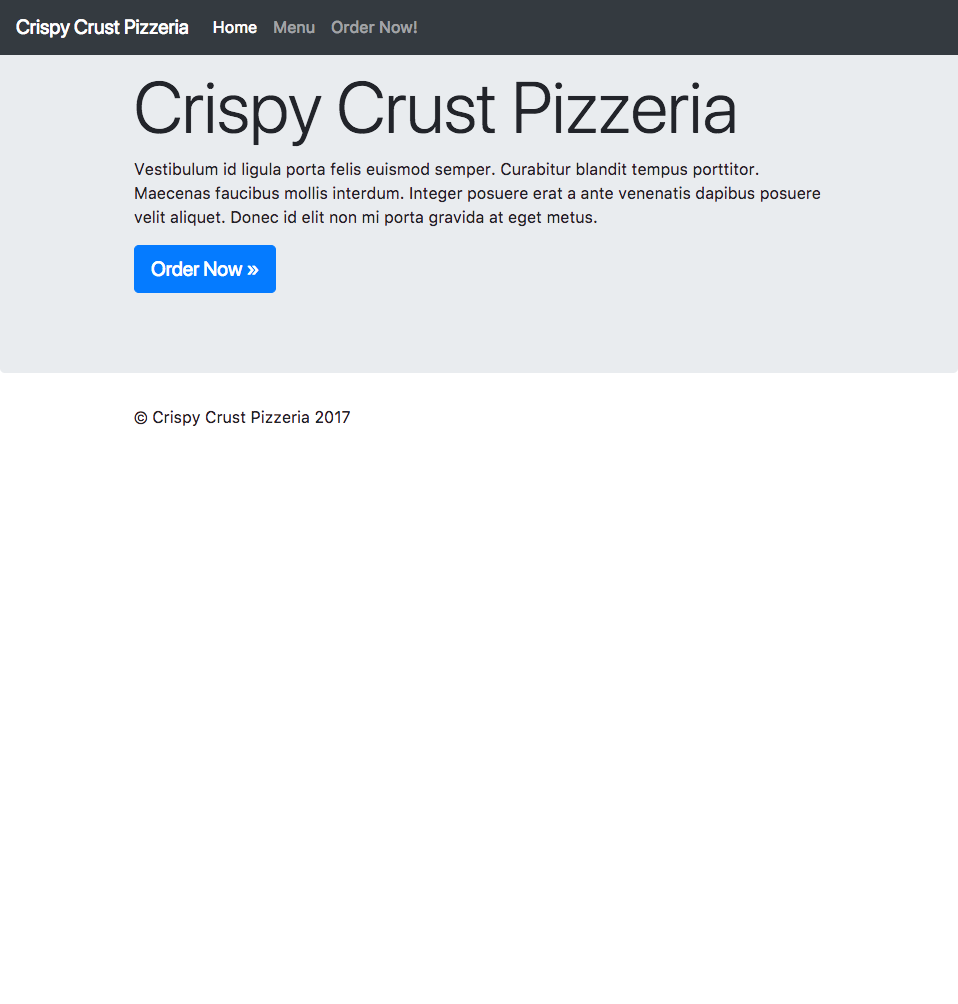 Crispy Crust Pizzeria Home Menu Order Now!
Crispy Crust Pizzeria
Vestibulum id ligula porta felis euismod semper. Curabitur blandit tempus porttitor.
Maecenas faucibus mollis interdum. Integer posuere erat a ante venenatis dapibus posuere
velit aliquet. Donec id elit non mi porta gravida at eget metus.
Order Now »
© Crispy Crust Pizzeria 2017